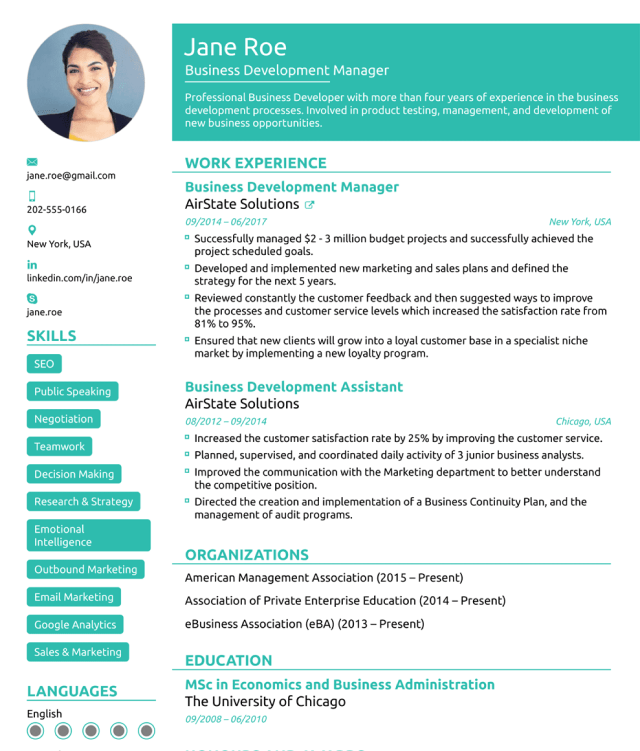 Jane Roe
Business Development Manager
Professional Business Developer with more than four years of experience in the business
development processes. Involved in product testing, management, and development of
new business opportunities.
jane.roe@gmail.com
202-555-0166
New York, USA
linkedin.com/in/jane.roe
jane.roe
SKILLS
SEO
Public Speaking
Negotiation
Teamwork
Decision Making
Research & Strategy
Emotional
Intelligence
Outbound Marketing
Email Marketing
Google Analytics
Sales & Marketing
LANGUAGES
English
WORK EXPERIENCE
Business Development Manager
AirState Solutions
09/2014 – 06/2017
New York, USA
Successfully managed $2 - 3 million budget projects and successfully achieved the
project scheduled goals.
Developed and implemented new marketing and sales plans and defined the
strategy for the next 5 years.
Reviewed constantly the customer feedback and then suggested ways to improve
the processes and customer service levels which increased the satisfaction rate from
81% to 95%.
Ensured that new clients will grow into a loyal customer base in a specialist niche
market by implementing a new loyalty program.
Business Development Assistant
AirState Solutions
08/2012 – 09/2014
Chicago, USA
Increased the customer satisfaction rate by 25% by improving the customer service.
Planned, supervised, and coordinated daily activity of 3 junior business analysts.
Improved the communication with the Marketing department to better understand
the competitive position.
Directed the creation and implementation of a Business Continuity Plan, and the
management of audit programs.
ORGANIZATIONS
American Management Association (2015 – Present)
Association of Private Enterprise Education (2014 – Present)
eBusiness Association (eBA) (2013 – Present)
EDUCATION
MSc in Economics and Business Administration
The University of Chicago
09/2008 – 06/2010